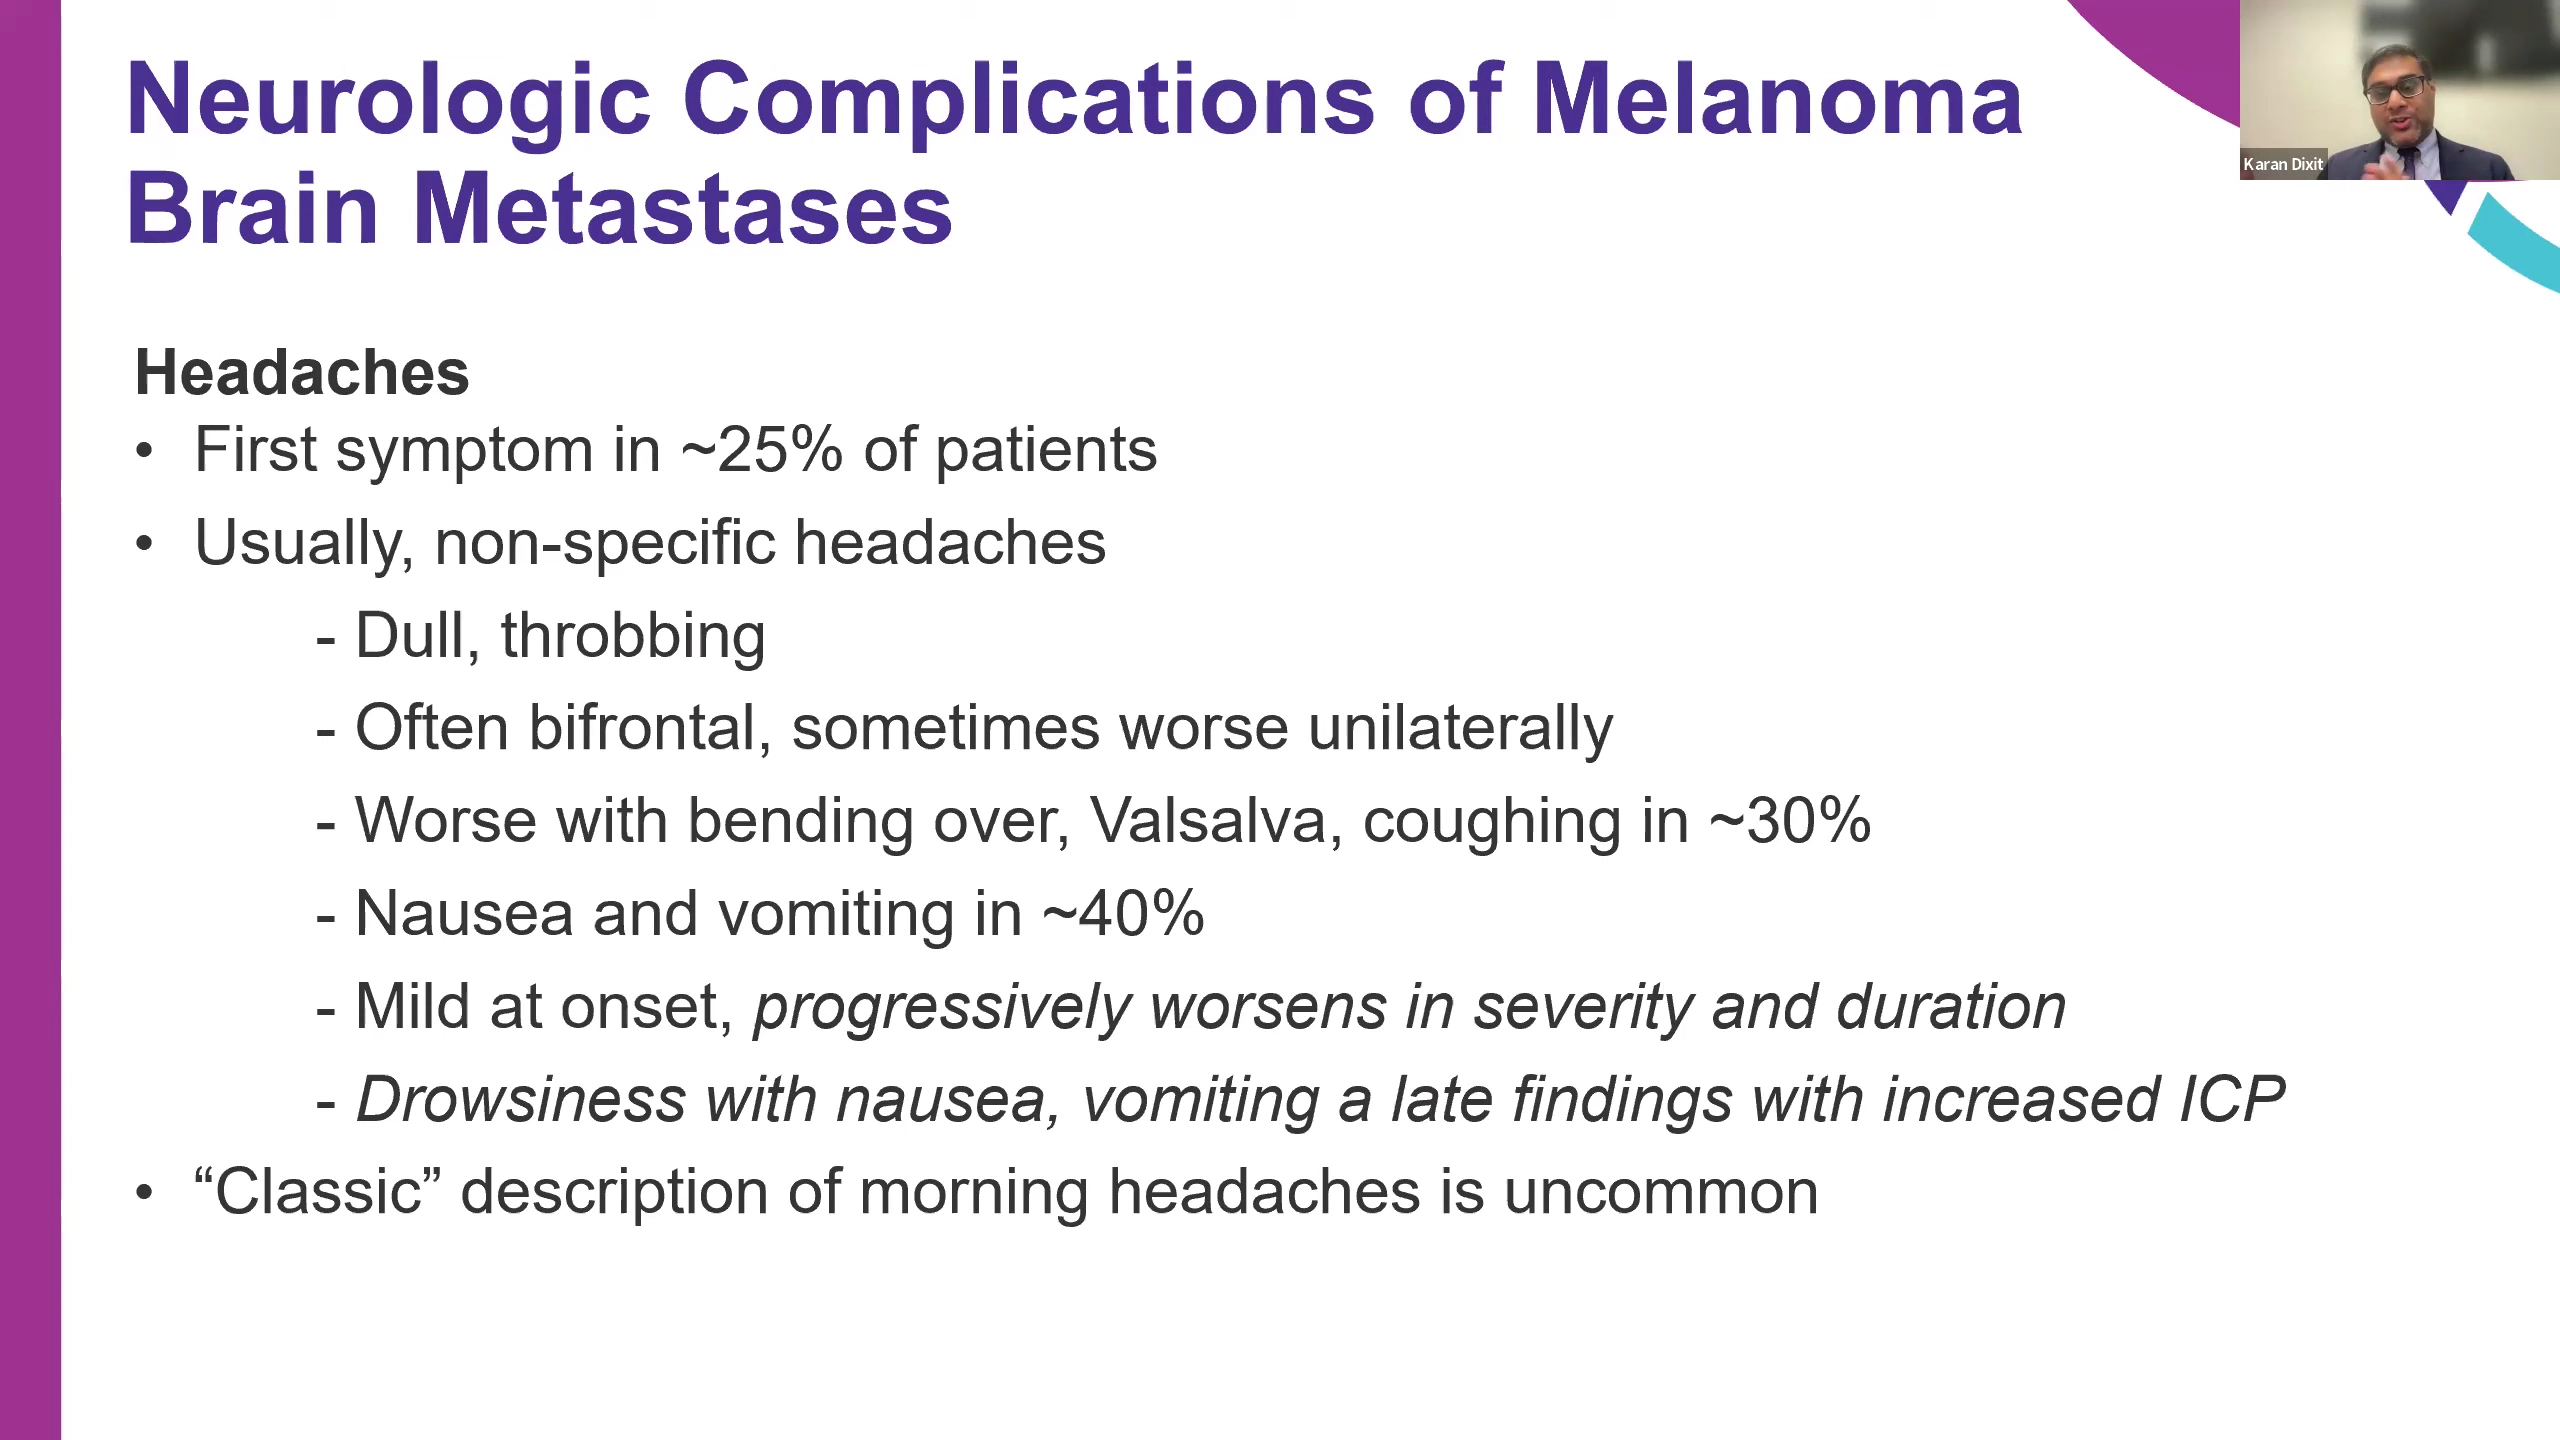 Neurologic Complications of Melanoma
Brain Metastases
Karan Dixit
Headaches
• First symptom in ~25% of patients
• Usually, non-specific headaches
- Dull, throbbing
- Often bifrontal, sometimes worse unilaterally
- Worse with bending over, Valsalva, coughing in ~30%
- Nausea and vomiting in ~40%
- Mild at onset, progressively worsens in severity and duration
- Drowsiness with nausea, vomiting a late findings with increased ICP
• “Classic” description of morning headaches is uncommon